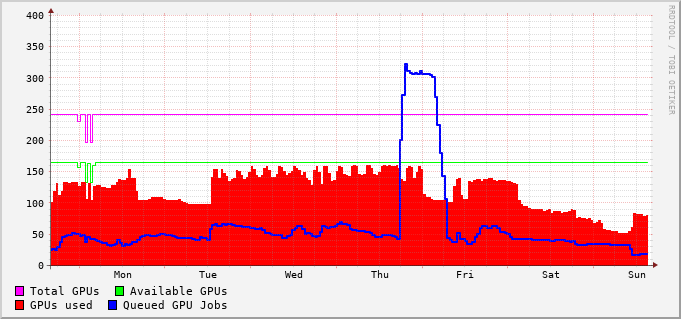 400
350
300
250
200
150
100
50
0
Mon Tue Wed Thu Fri Sat Sun
Total GPUs Available GPUs
GPUs used Queued GPU Jobs
RRDTOOL / TOBI OETIKER